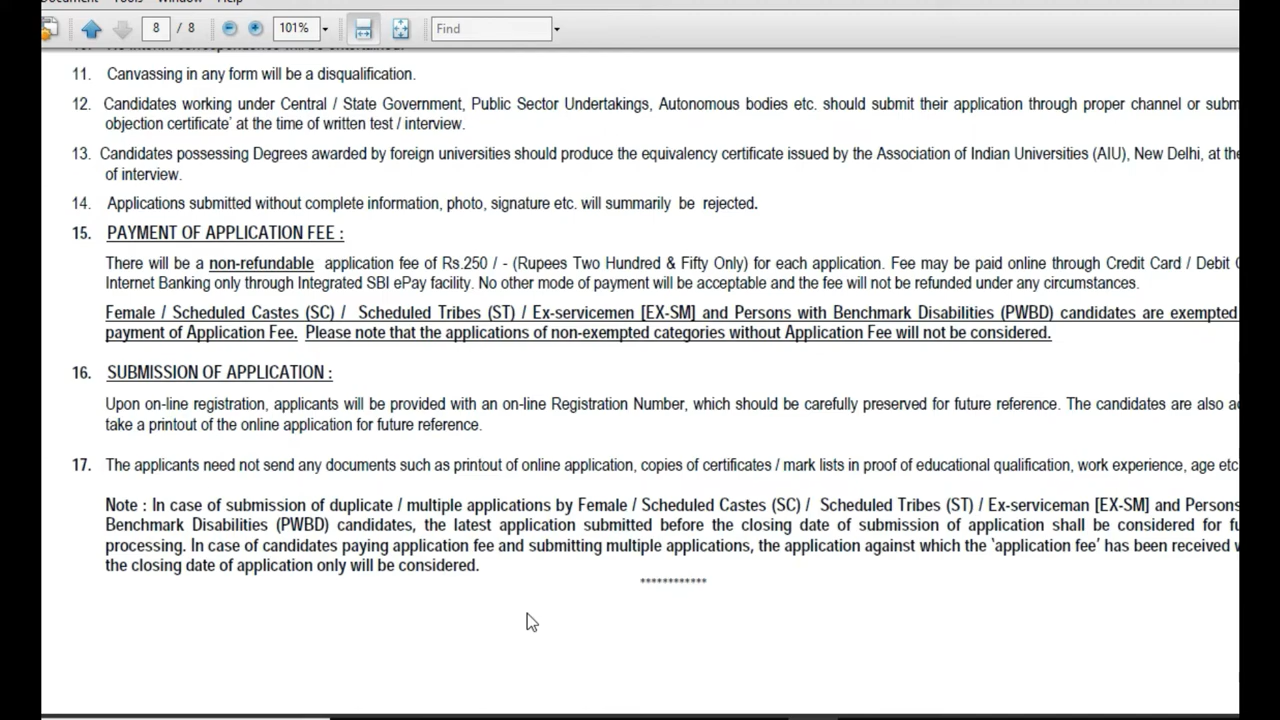 Document Tools Window Help
8 / 8 101% Find
10. No interim correspondence will be entertained.
11. Canvassing in any form will be a disqualification.
12. Candidates working under Central / State Government, Public Sector Undertakings, Autonomous bodies etc. should submit their application through proper channel or subm
objection certificate' at the time of written test / interview.
13. Candidates possessing Degrees awarded by foreign universities should produce the equivalency certificate issued by the Association of Indian Universities (AIU), New Delhi, at the
of interview.
14. Applications submitted without complete information, photo, signature etc. will summarily be rejected.
15. PAYMENT OF APPLICATION FEE :
There will be a non-refundable application fee of Rs.250 / - (Rupees Two Hundred & Fifty Only) for each application. Fee may be paid online through Credit Card / Debit
Internet Banking only through Integrated SBI ePay facility. No other mode of payment will be acceptable and the fee will not be refunded under any circumstances.
Female / Scheduled Castes (SC) / Scheduled Tribes (ST) / Ex-servicemen [EX-SM] and Persons with Benchmark Disabilities (PWBD) candidates are exempted
payment of Application Fee. Please note that the applications of non-exempted categories without Application Fee will not be considered.
16. SUBMISSION OF APPLICATION :
Upon on-line registration, applicants will be provided with an on-line Registration Number, which should be carefully preserved for future reference. The candidates are also a
take a printout of the online application for future reference.
17. The applicants need not send any documents such as printout of online application, copies of certificates / mark lists in proof of educational qualification, work experience, age etc
Note : In case of submission of duplicate / multiple applications by Female / Scheduled Castes (SC) / Scheduled Tribes (ST) / Ex-serviceman [EX-SM] and Persons
Benchmark Disabilities (PWBD) candidates, the latest application submitted before the closing date of submission of application shall be considered for fu
processing. In case of candidates paying application fee and submitting multiple applications, the application against which the 'application fee' has been received
the closing date of application only will be considered.
************